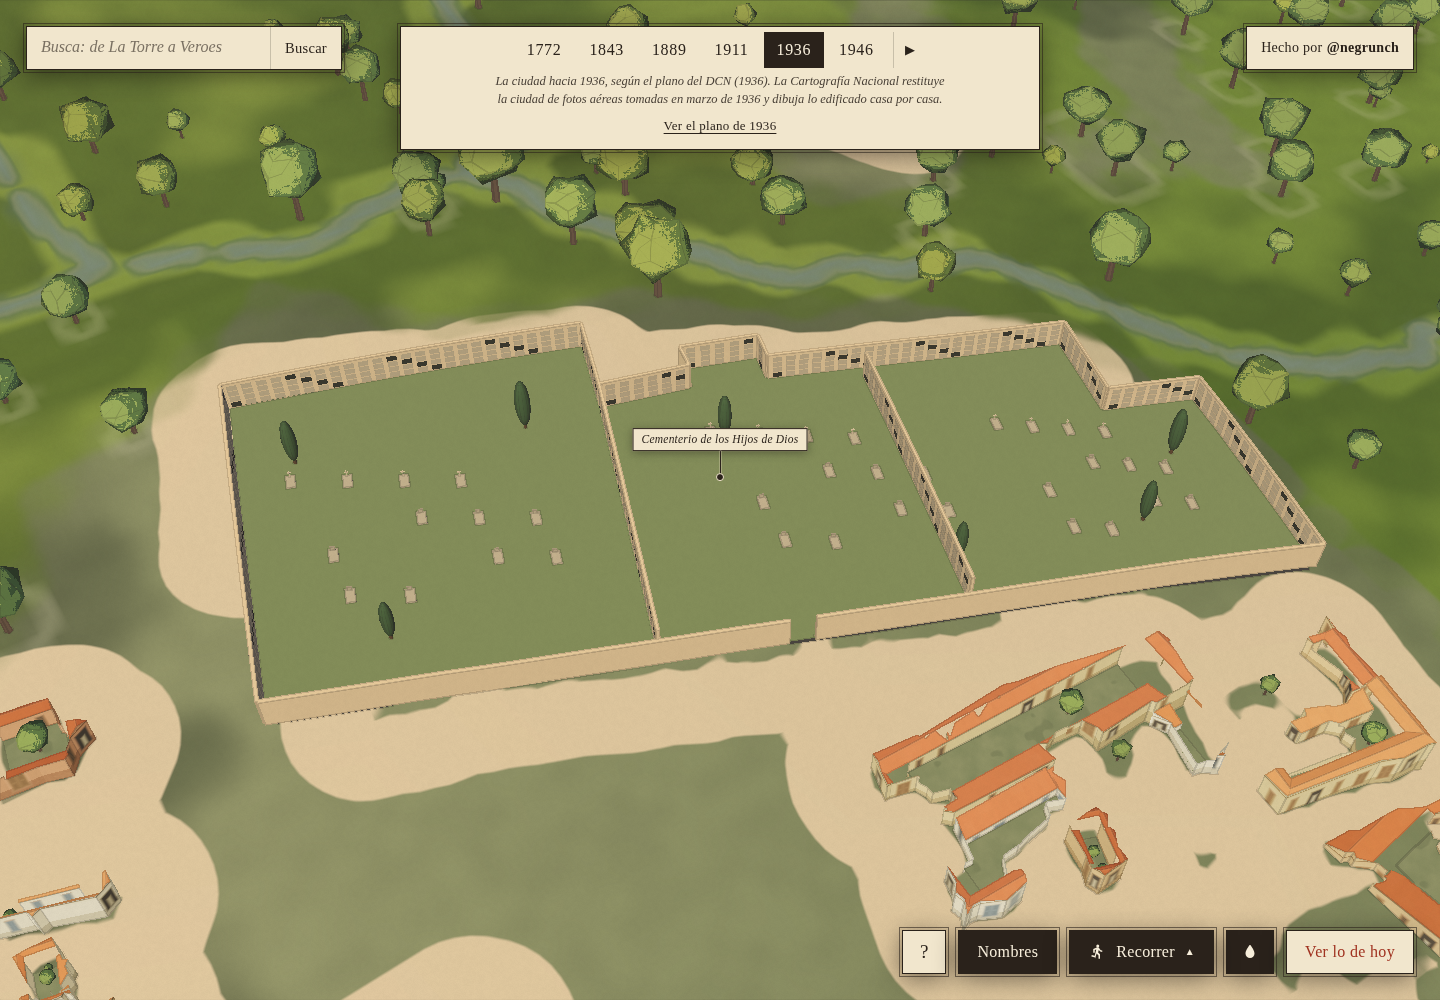 Busca: de La Torre a Veroes
Buscar
1772 1843 1889 1911 1936 1946 ▶
La ciudad hacia 1936, según el plano del DCN (1936). La Cartografía Nacional restituye
la ciudad de fotos aéreas tomadas en marzo de 1936 y dibuja lo edificado casa por casa.
Ver el plano de 1936
Hecho por @negrunch
Cementerio de los Hijos de Dios
?
Nombres
Recorrer ▲
Ver lo de hoy